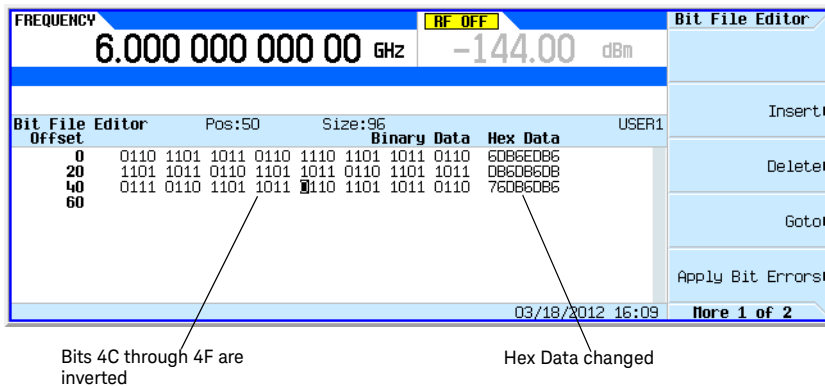 FREQUENCY RF OFF Bit File Editor
6.000 000 000 00 GHz -144.00 dBm
Insert
Bit File Editor Pos:50 Size:96 USER1
Offset Binary Data Hex Data
0 0110 1101 1011 0110 1110 1101 1011 0110 6DB6EDB6
20 1101 1011 0110 1101 1011 0110 1101 1011 DB6DB6DB
40 0111 0110 1101 1011 0110 1101 1011 0110 76DB6DB6
60
Delete
Goto
Apply Bit Errors
03/18/2012 16:09 More 1 of 2
Bits 4C through 4F are
inverted
Hex Data changed